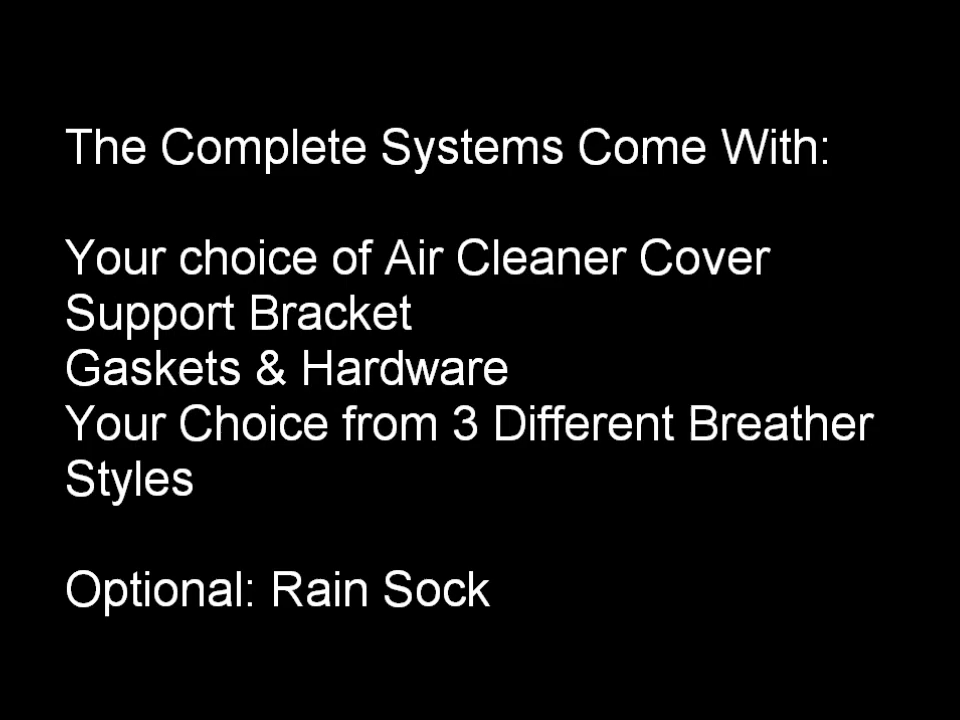 The Complete Systems Come With:
Your choice of Air Cleaner Cover
Support Bracket
Gaskets & Hardware
Your Choice from 3 Different Breather
Styles
Optional: Rain Sock